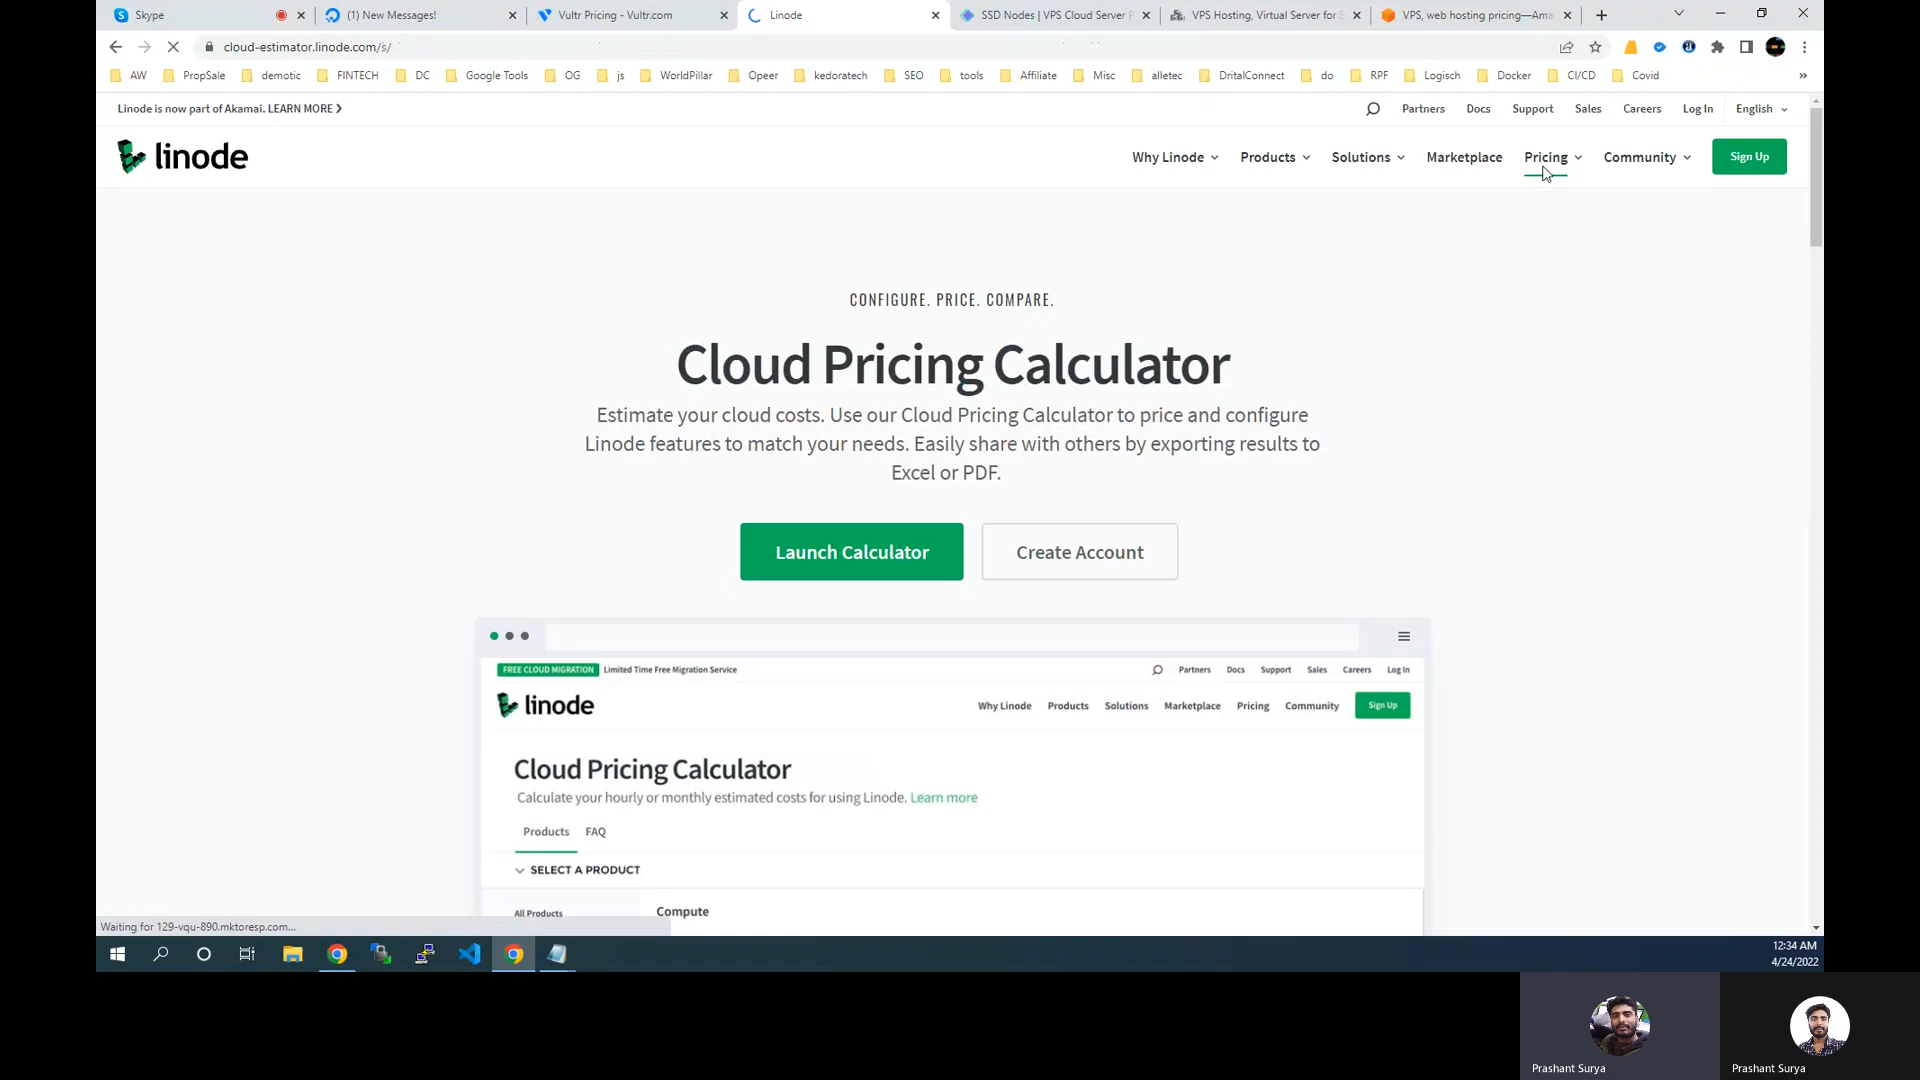 Skype
(1) New Messages!
Vultr Pricing - Vultr.com
Linode
SSD Nodes | VPS Cloud Server P
VPS Hosting, Virtual Server for S
VPS, web hosting pricing—Ama
cloud-estimator.linode.com/s/
AW
PropSale
demotic
FINTECH
DC
Google Tools
OG
js
WorldPillar
Opeer
kedoratech
SEO
tools
Affiliate
Misc
alletec
DritalConnect
do
RPF
Logisch
Docker
CI/CD
Covid
»
Linode is now part of Akamai. LEARN MORE
Partners
Docs
Support
Sales
Careers
Log In
English
linode
Why Linode
Products
Solutions
Marketplace
Pricing
Community
Sign Up
CONFIGURE. PRICE. COMPARE.
Cloud Pricing Calculator
Estimate your cloud costs. Use our Cloud Pricing Calculator to price and configure
Linode features to match your needs. Easily share with others by exporting results to
Excel or PDF.
Launch Calculator
Create Account
FREE CLOUD MIGRATION
Limited Time Free Migration Service
Partners
Docs
Support
Sales
Careers
Log In
linode
Why Linode
Products
Solutions
Marketplace
Pricing
Community
Sign Up
Cloud Pricing Calculator
Calculate your hourly or monthly estimated costs for using Linode. Learn more
Products
FAQ
SELECT A PRODUCT
All Products
Compute
Waiting for 129-vqu-890.mktoresp.com...
12:34 AM
4/24/2022
Prashant Surya
Prashant Surya